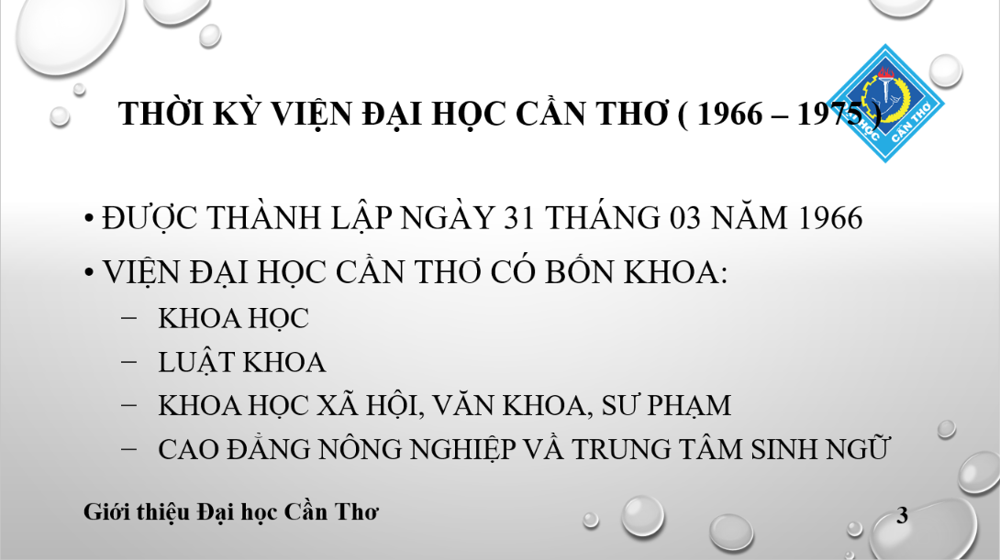 THỜI KỲ VIỆN ĐẠI HỌC CẦN THƠ ( 1966 – 1975 )
HỌC CẦN THƠ
• ĐƯỢC THÀNH LẬP NGÀY 31 THÁNG 03 NĂM 1966
• VIỆN ĐẠI HỌC CẦN THƠ CÓ BỐN KHOA:
– KHOA HỌC
– LUẬT KHOA
– KHOA HỌC XÃ HỘI, VĂN KHOA, SƯ PHẠM
– CAO ĐẲNG NÔNG NGHIỆP VẦ TRUNG TÂM SINH NGỮ
Giới thiệu Đại học Cần Thơ
3